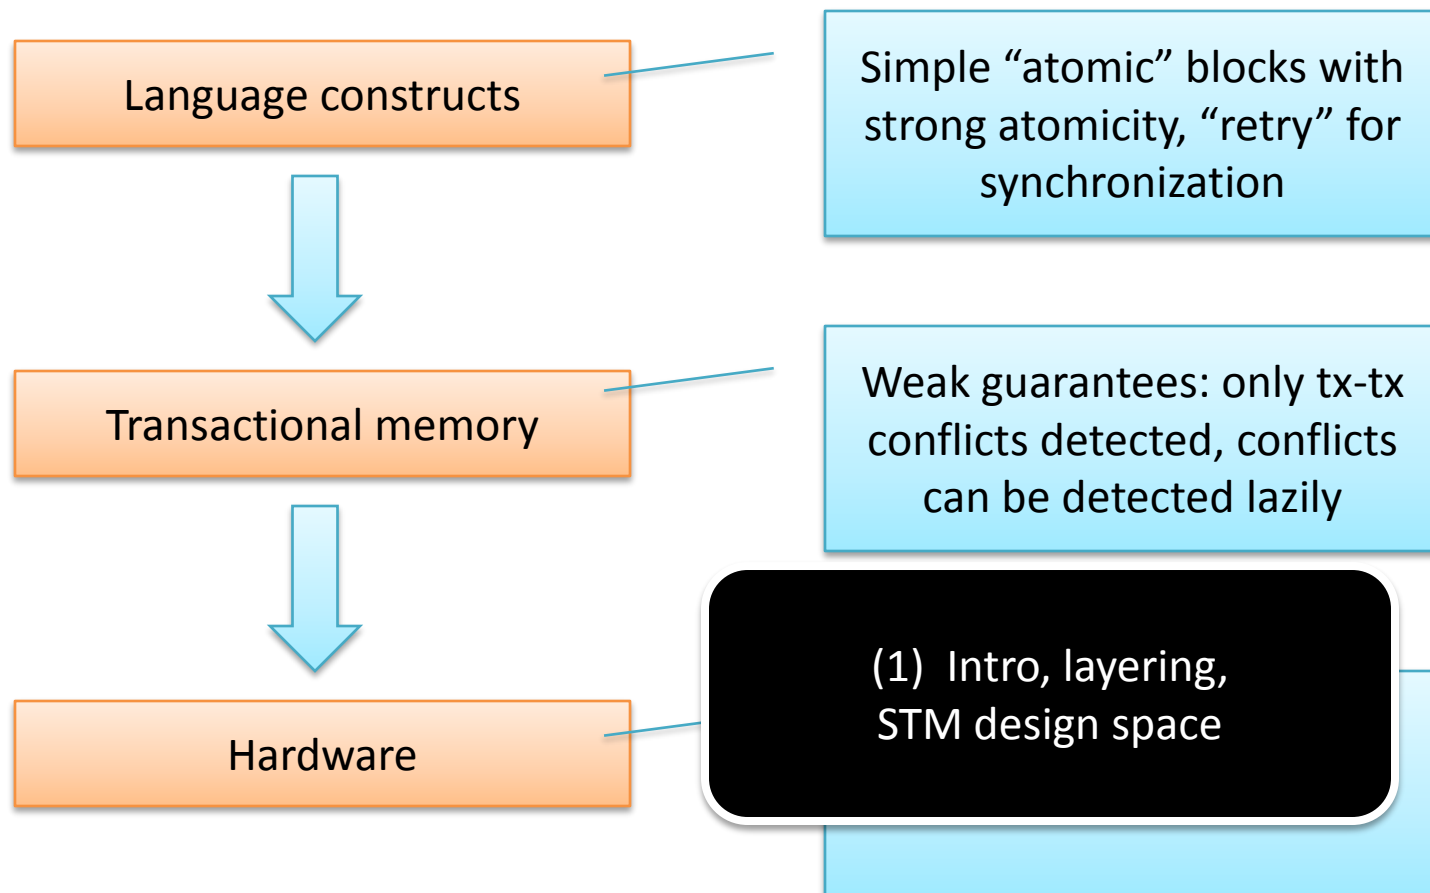 Language constructs
Simple “atomic” blocks with
strong atomicity, “retry” for
synchronization
Transactional memory
Weak guarantees: only tx-tx
conflicts detected, conflicts
can be detected lazily
Hardware
(1) Intro, layering,
STM design space